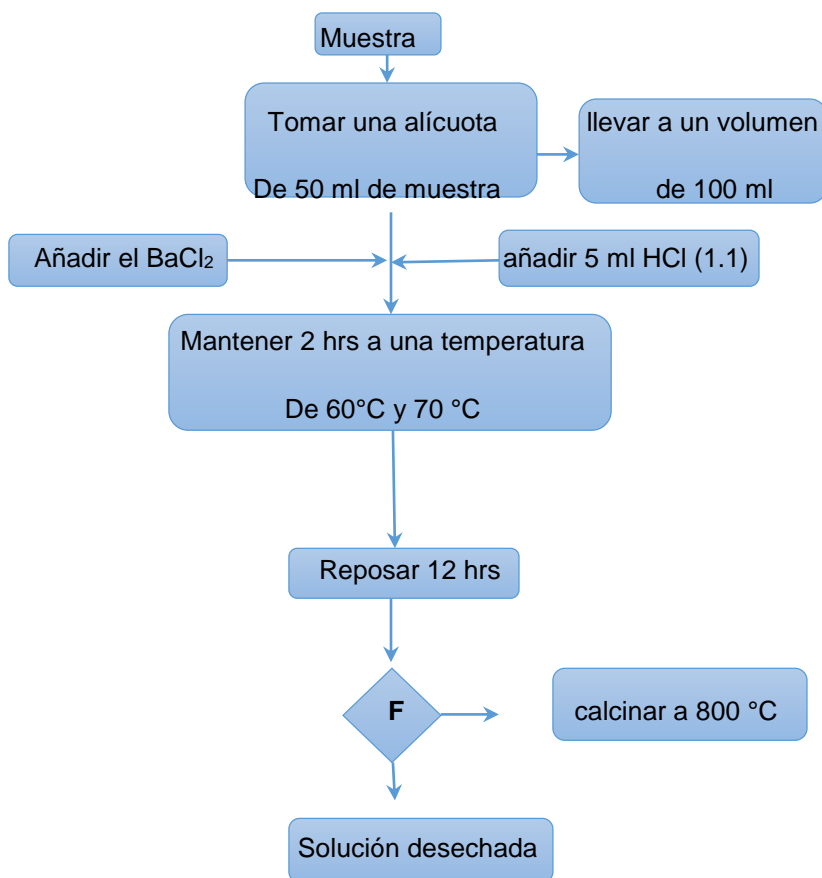 Muestra
Tomar una alícuota
De 50 ml de muestra
llevar a un volumen
de 100 ml
Añadir el BaCl₂
añadir 5 ml HCl (1.1)
Mantener 2 hrs a una temperatura
De 60°C y 70 °C
Reposar 12 hrs
F
calcinar a 800 °C
Solución desechada